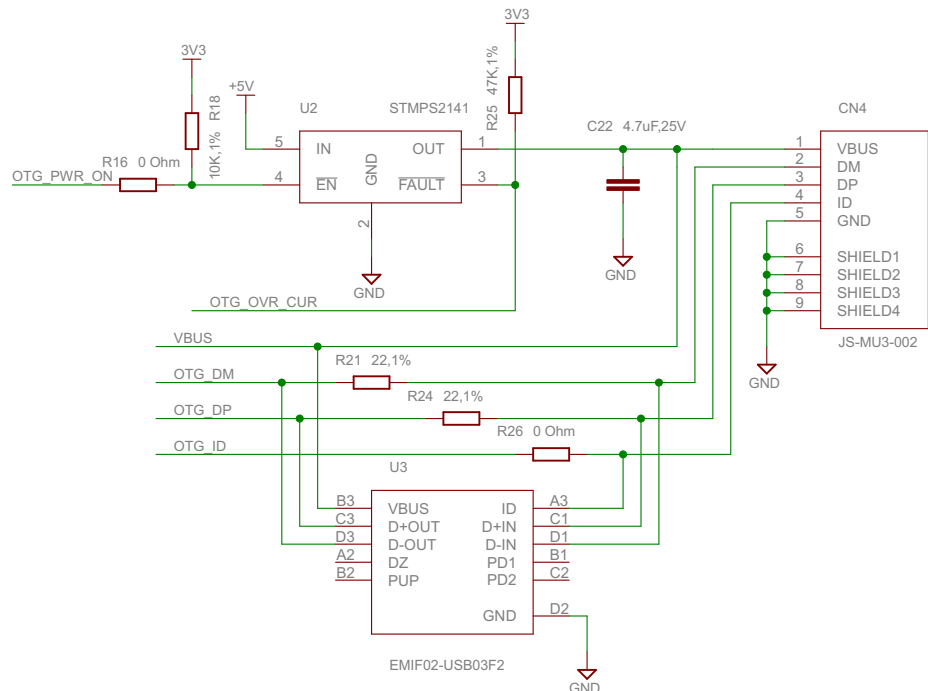 3V3
3V3
+5V
R18
10K,1%
R25 47K,1%
U2
STMPS2141
C22 4.7uF,25V
CN4
R16 0 Ohm
OTG_PWR_ON
5
IN
OUT
1
4
EN
GND
FAULT
3
2
GND
GND
1
VBUS
2
DM
3
DP
4
ID
5
GND
6
SHIELD1
7
SHIELD2
8
SHIELD3
9
SHIELD4
JS-MU3-002
GND
OTG_OVR_CUR
VBUS
OTG_DM
R21 22,1%
OTG_DP
R24 22,1%
OTG_ID
R26 0 Ohm
U3
B3
VBUS
ID
A3
C3
D+OUT
D+IN
C1
D3
D-OUT
D-IN
D1
A2
DZ
PD1
B1
B2
PUP
PD2
C2
GND
D2
EMIF02-USB03F2
GND